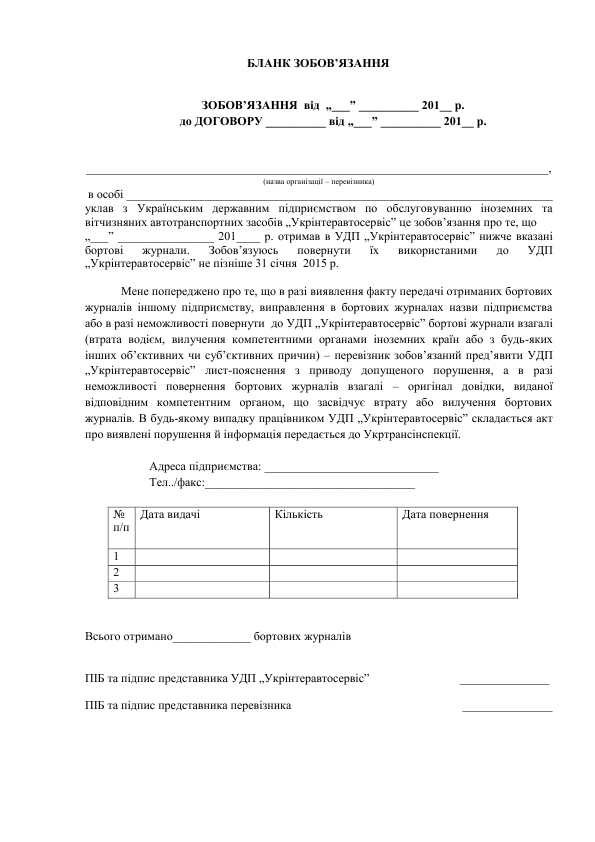 БЛАНК ЗОБОВ’ЯЗАННЯ
ЗОБОВ’ЯЗАННЯ від „___” __________ 201__ р.
до ДОГОВОРУ __________ від „___” __________ 201__ р.
_____________________________________________________________________________,
(назва організації – перевізника)
в особі _______________________________________________________________________
уклав з Українським державним підприємством по обслуговуванню іноземних та
вітчизняних автотранспортних засобів „Укрінтеравтосервіс” це зобов’язання про те, що
„___” ________________ 201____ р. отримав в УДП „Укрінтеравтосервіс” нижче вказані
бортові журнали. Зобов’язуюсь повернути їх використаними до УДП
„Укрінтеравтосервіс” не пізніше 31 січня 2015 р.
Мене попереджено про те, що в разі виявлення факту передачі отриманих бортових
журналів іншому підприємству, виправлення в бортових журналах назви підприємства
або в разі неможливості повернути до УДП „Укрінтеравтосервіс” бортові журнали взагалі
(втрата водієм, вилучення компетентними органами іноземних країн або з будь-яких
інших об’єктивних чи суб’єктивних причин) – перевізник зобов’язаний пред’явити УДП
„Укрінтеравтосервіс” лист-пояснення з приводу допущеного порушення, а в разі
неможливості повернення бортових журналів взагалі – оригінал довідки, виданої
відповідним компетентним органом, що засвідчує втрату або вилучення бортових
журналів. В будь-якому випадку працівником УДП „Укрінтеравтосервіс” складається акт
про виявлені порушення й інформація передається до Укртрансінспекції.
Адреса підприємства: _____________________________
Тел../факс:___________________________________
№ п/п Дата видачі Кількість Дата повернення
1
2
3
Всього отримано_____________ бортових журналів
ПІБ та підпис представника УДП „Укрінтеравтосервіс” _______________
ПІБ та підпис представника перевізника _______________